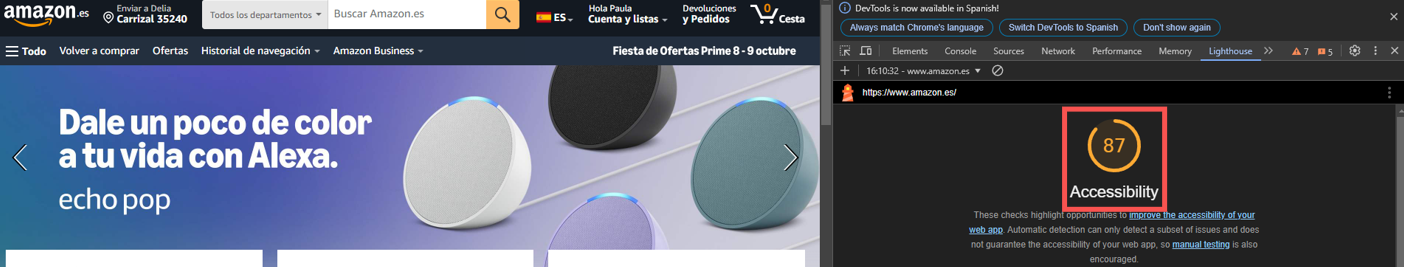 amazon.es
Enviar a Delia
Carrizal 35240
Todos los departamentos
Buscar Amazon.es
ES
Hola Paula
Cuenta y listas
Devoluciones
y Pedidos
0
Cesta
Todo
Volver a comprar
Ofertas
Historial de navegación
Amazon Business
Fiesta de Ofertas Prime 8 - 9 octubre
Dale un poco de color
a tu vida con Alexa.
echo pop
DevTools is now available in Spanish!
Always match Chrome's language
Switch DevTools to Spanish
Don't show again
Elements
Console
Sources
Network
Performance
Memory
Lighthouse
7
5
16:10:32 - www.amazon.es
https://www.amazon.es/
87
Accessibility
These checks highlight opportunities to improve the accessibility of your
web app. Automatic detection can only detect a subset of issues and does
not guarantee the accessibility of your web app, so manual testing is also
encouraged.